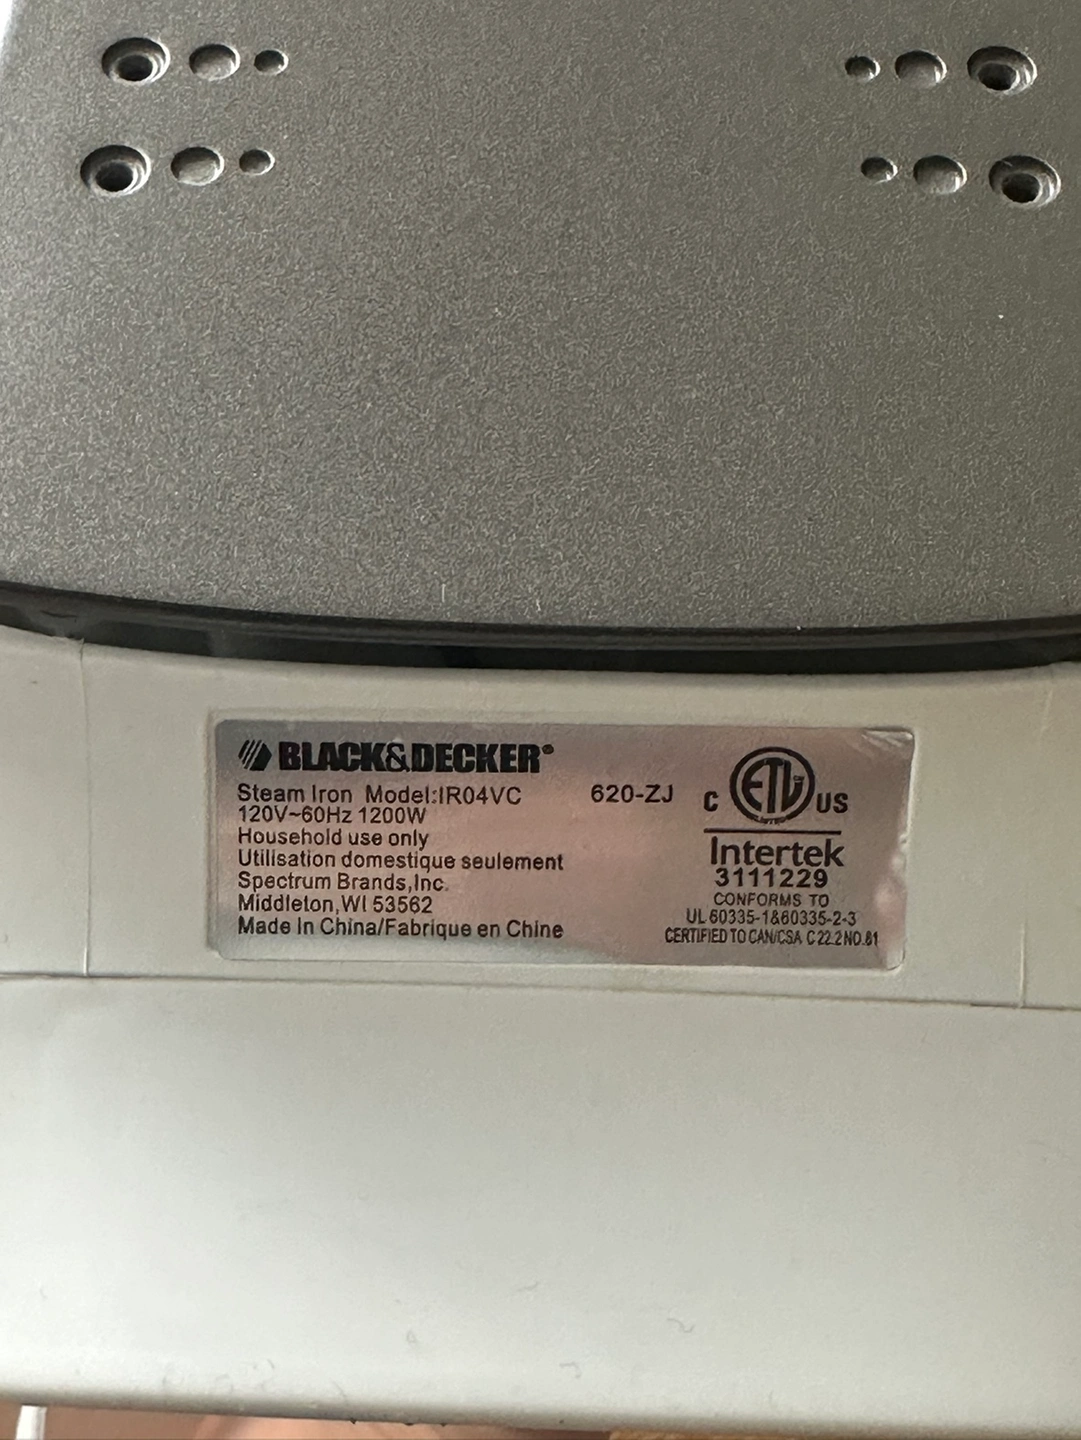 BLACK&DECKER®
Steam Iron Model:IR04VC 620-ZJ
120V~60Hz 1200W
Household use only
Utilisation domestique seulement
Spectrum Brands,Inc.
Middleton,WI 53562
Made In China/Fabrique en Chine
C ETL US
LISTED
Intertek
3111229
CONFORMS TO
UL 60335-1&60335-2-3
CERTIFIED TO CAN/CSA C 22.2 NO.81